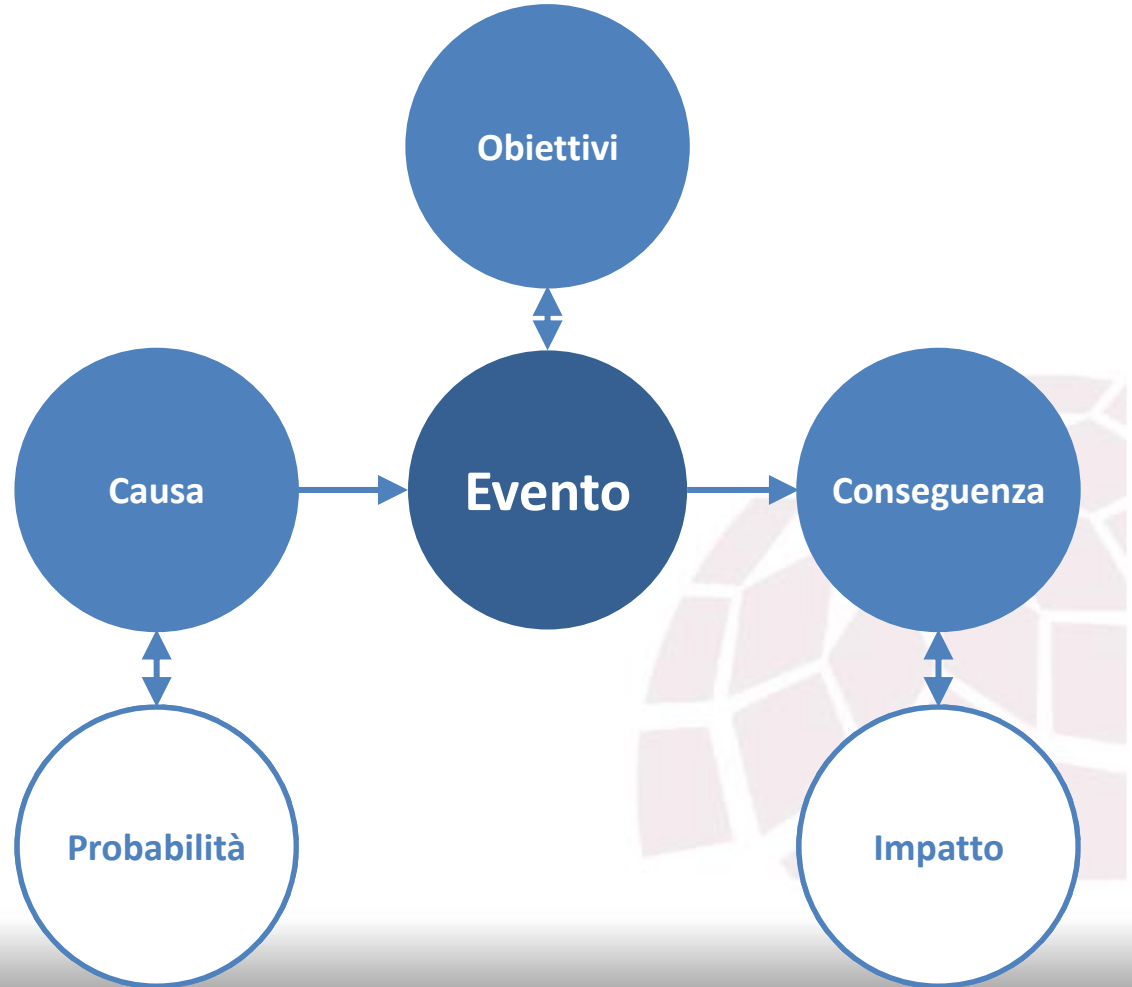 Obiettivi
Causa
Evento
Conseguenza
Probabilità
Impatto